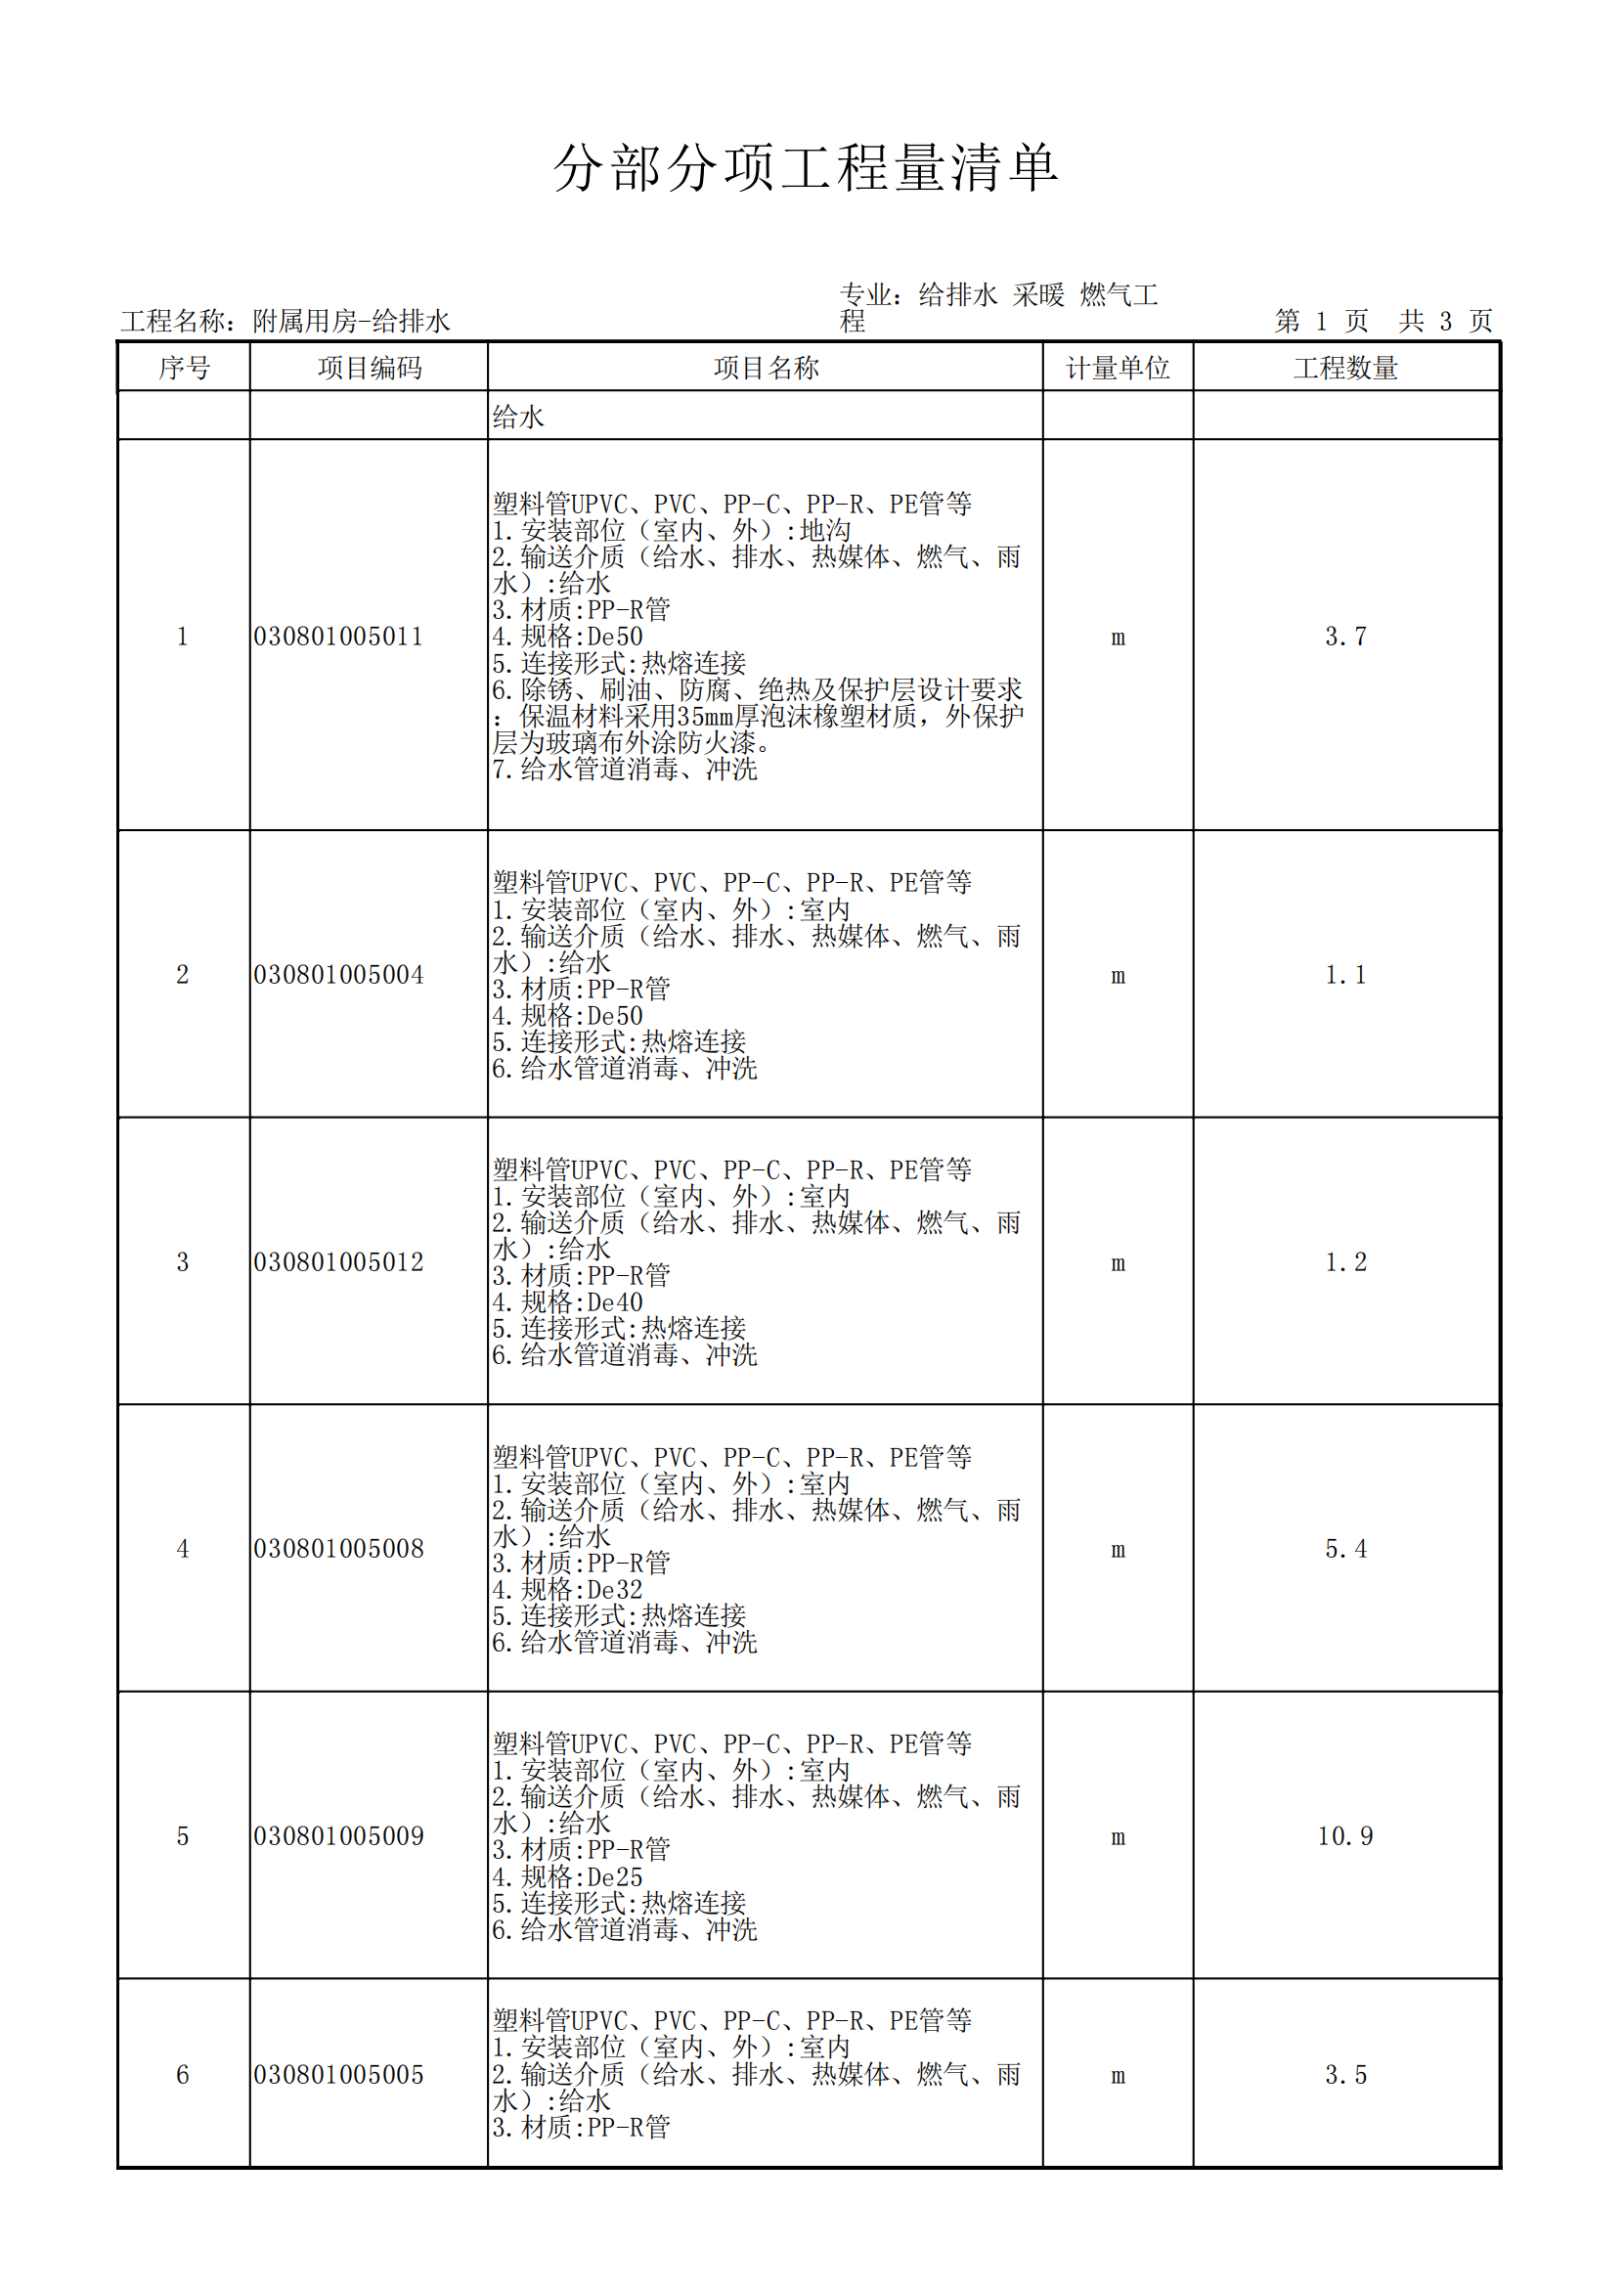 分部分项工程量清单
专业：给排水 采暖 燃气工
程
工程名称：附属用房-给排水
第 1 页 共 3 页
序号 项目编码 项目名称 计量单位 工程数量
给水
塑料管UPVC、PVC、PP-C、PP-R、PE管等
1.安装部位（室内、外）:地沟
2.输送介质（给水、排水、热媒体、燃气、雨
水）:给水
3.材质:PP-R管
1 030801005011 4.规格:De50 m 3.7
5.连接形式:热熔连接
6.除锈、刷油、防腐、绝热及保护层设计要求
：保温材料采用35mm厚泡沫橡塑材质，外保护
层为玻璃布外涂防火漆。
7.给水管道消毒、冲洗
塑料管UPVC、PVC、PP-C、PP-R、PE管等
1.安装部位（室内、外）:室内
2.输送介质（给水、排水、热媒体、燃气、雨
水）:给水
2 030801005004 3.材质:PP-R管 m 1.1
4.规格:De50
5.连接形式:热熔连接
6.给水管道消毒、冲洗
塑料管UPVC、PVC、PP-C、PP-R、PE管等
1.安装部位（室内、外）:室内
2.输送介质（给水、排水、热媒体、燃气、雨
水）:给水
3 030801005012 3.材质:PP-R管 m 1.2
4.规格:De40
5.连接形式:热熔连接
6.给水管道消毒、冲洗
塑料管UPVC、PVC、PP-C、PP-R、PE管等
1.安装部位（室内、外）:室内
2.输送介质（给水、排水、热媒体、燃气、雨
水）:给水
4 030801005008 3.材质:PP-R管 m 5.4
4.规格:De32
5.连接形式:热熔连接
6.给水管道消毒、冲洗
塑料管UPVC、PVC、PP-C、PP-R、PE管等
1.安装部位（室内、外）:室内
2.输送介质（给水、排水、热媒体、燃气、雨
水）:给水
5 030801005009 3.材质:PP-R管 m 10.9
4.规格:De25
5.连接形式:热熔连接
6.给水管道消毒、冲洗
塑料管UPVC、PVC、PP-C、PP-R、PE管等
1.安装部位（室内、外）:室内
6 030801005005 2.输送介质（给水、排水、热媒体、燃气、雨 m 3.5
水）:给水
3.材质:PP-R管